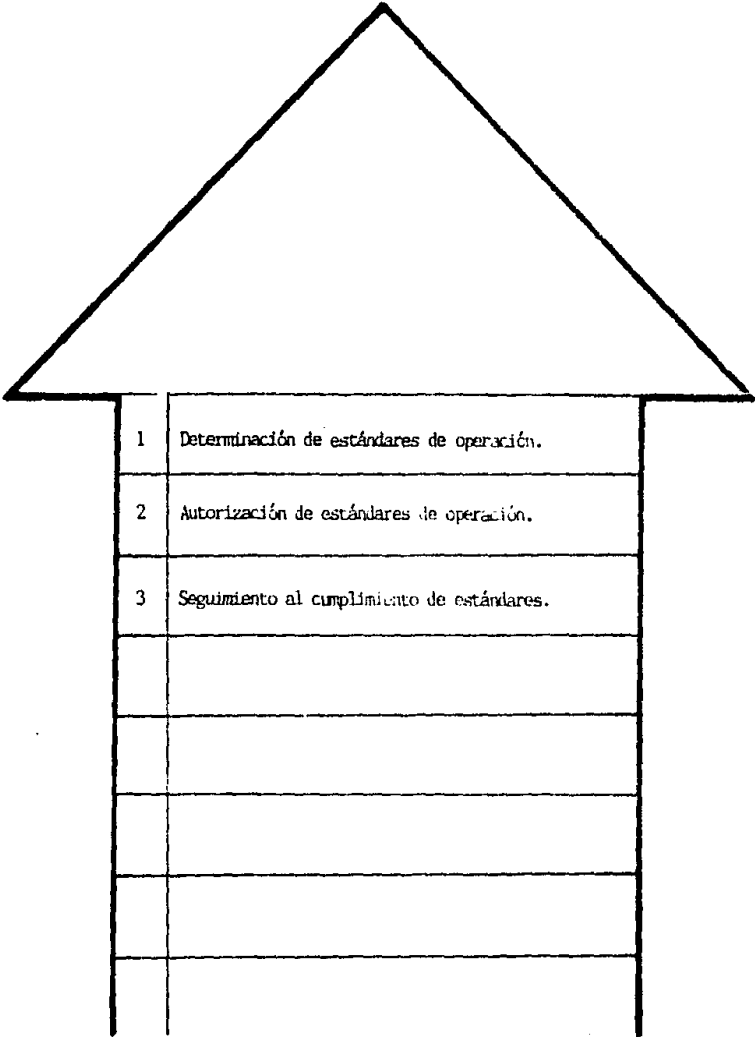 1 Determinación de estándares de operación.
2 Autorización de estándares de operación.
3 Seguimiento al cumplimiento de estándares.